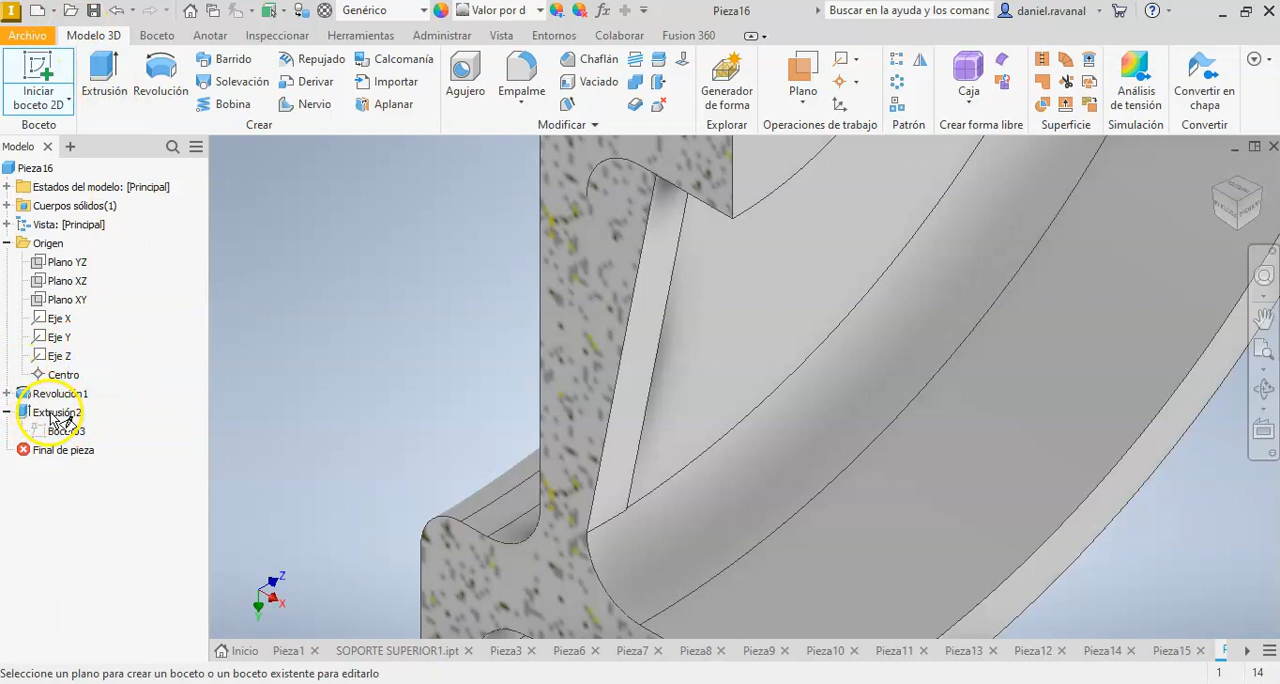 Genérico
Valor por d
Pieza16
Buscar en la ayuda y los comanc
daniel.ravanal
Archivo
Modelo 3D
Boceto
Anotar
Inspeccionar
Herramientas
Administrar
Vista
Entornos
Colaborar
Fusion 360
Iniciar
boceto 2D
Boceto
Extrusión
Revolución
Barrido
Solevación
Bobina
Repujado
Derivar
Nervio
Calcomanía
Importar
Aplanar
Crear
Agujero
Empalme
Chaflán
Vaciado
Modificar
Generador
de forma
Explorar
Plano
Operaciones de trabajo
Patrón
Caja
Crear forma libre
Superficie
Análisis
de tensión
Simulación
Convertir en
chapa
Convertir
Modelo
Pieza16
Estados del modelo: [Principal]
Cuerpos sólidos(1)
Vista: [Principal]
Origen
Plano YZ
Plano XZ
Plano XY
Eje X
Eje Y
Eje Z
Centro
Revolución1
Extrusión2
Boceto3
Final de pieza
Z
X
Y
Inicio
Pieza1
SOPORTE SUPERIOR1.ipt
Pieza3
Pieza6
Pieza7
Pieza8
Pieza9
Pieza10
Pieza11
Pieza13
Pieza12
Pieza14
Pieza15
Seleccione un plano para crear un boceto o un boceto existente para editarlo
1
14